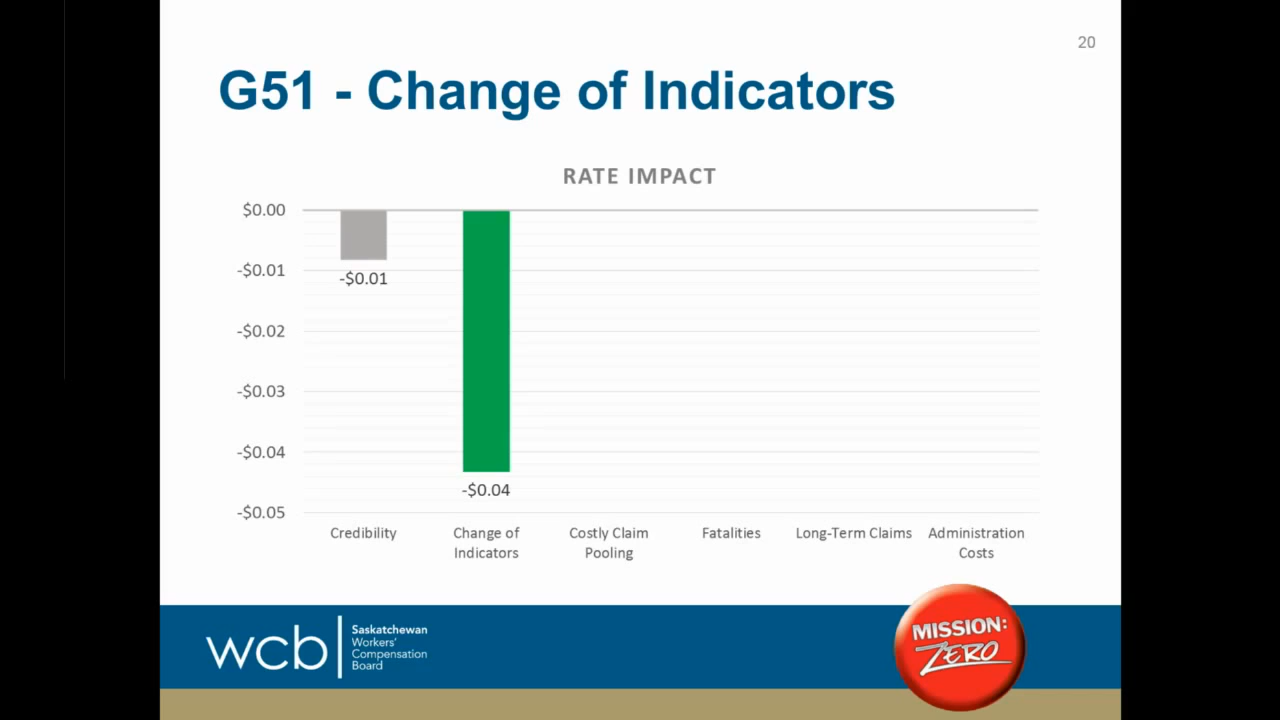 20
G51 - Change of Indicators
RATE IMPACT
$0.00
-$0.01
-$0.02
-$0.03
-$0.04
-$0.05
-$0.01
-$0.04
Credibility
Change of
Indicators
Costly Claim
Pooling
Fatalities
Long-Term Claims
Administration
Costs
wcb
Saskatchewan
Workers'
Compensation
Board
MISSION:
ZERO